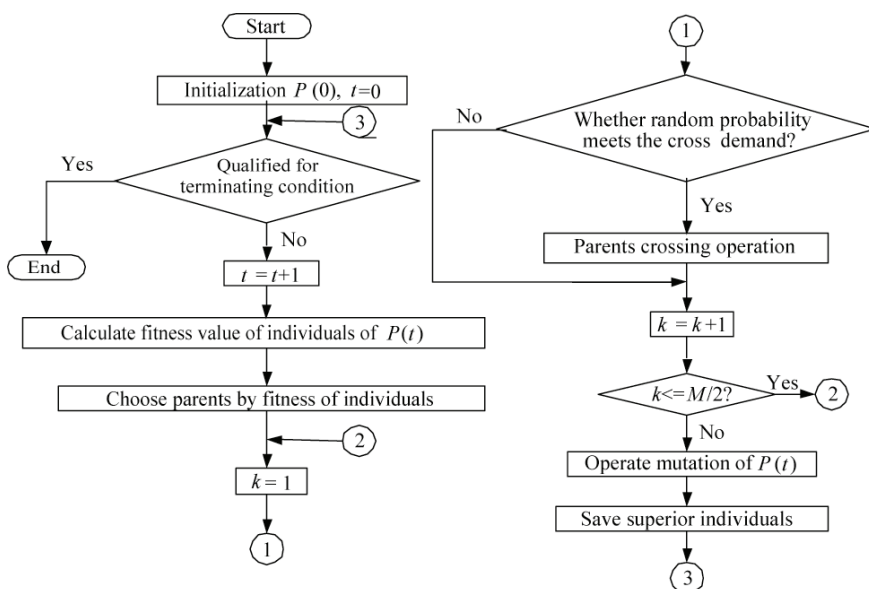 Start
Initialization P(0), t=0
3
Yes
Qualified for
terminating condition
No
End
t = t+1
Calculate fitness value of individuals of P(t)
Choose parents by fitness of individuals
2
k = 1
1
1
No
Whether random probability
meets the cross demand?
Yes
Parents crossing operation
k = k+1
k<=M/2?
Yes
2
No
Operate mutation of P(t)
Save superior individuals
3